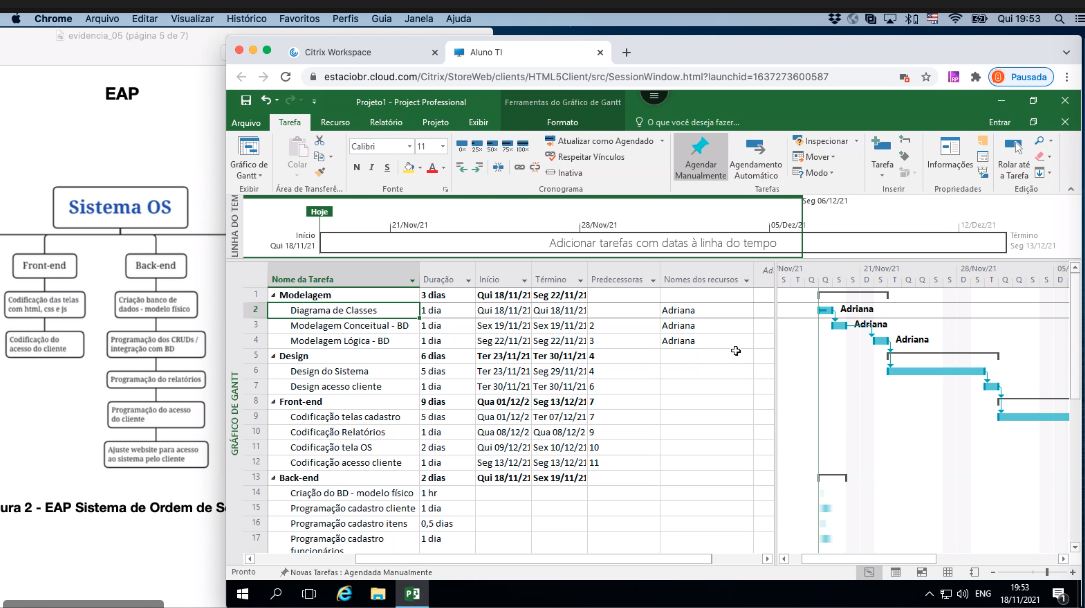 Chrome Arquivo Editar Visualizar Histórico Favoritos Perfis Guia Janela Ajuda Qui 19:53
evidencia_05 (página 5 de 7)
EAP
Sistema OS
Front-end Back-end
Codificação das telas
com html, css e js
Criação banco de
dados - modelo físico
Codificação do
acesso do cliente
Programação dos CRUDs /
integração com BD
Programação do relatórios
Programação do acesso
do cliente
Ajuste website para acesso
ao sistema pelo cliente
ura 2 - EAP Sistema de Ordem de Se
Citrix Workspace Aluno TI
estaciobr.cloud.com/Citrix/StoreWeb/clients/HTML5Client/src/SessionWindow.html?launchid=1637273600587 Pausada
Projeto1 - Project Professional Ferramentas do Gráfico de Gantt
Arquivo Tarefa Recurso Relatório Projeto Exibir Formato O que você deseja fazer... Entrar
Gráfico de
Gantt
Exibir
Colar
Área de Transferê...
Calibri 11
N I S
Fonte
0% 25% 50% 75% 100%
Atualizar como Agendado
Respeitar Vínculos
Inativa
Cronograma
Agendar
Manualmente
Agendamento
Automático
Inspecionar
Mover
Modo
Tarefas
Tarefa
Inserir
Informações
Propriedades
Rolar até
a Tarefa
Edição
LINHA DO TEM
Hoje
Seg 06/12/21
21/Nov/21 28/Nov/21 05/Dez/21 12/Dez/21
Início
Qui 18/11/21
Adicionar tarefas com datas à linha do tempo
Término
Seg 13/12/21
GRÁFICO DE GANTT
Nome da Tarefa Duração Início Término Predecessoras Nomes dos recursos Ad
Nov/21 21/Nov/21 28/Nov/21 05/
S T Q Q S S D S T Q Q S S D S T Q Q S S D
1 Modelagem 3 dias Qui 18/11/21 Seg 22/11/21
2 Diagrama de Classes 1 dia Qui 18/11/21 Qui 18/11/21 Adriana Adriana
3 Modelagem Conceitual - BD 1 dia Sex 19/11/21 Sex 19/11/21 2 Adriana Adriana
4 Modelagem Lógica - BD 1 dia Seg 22/11/21 Seg 22/11/21 3 Adriana Adriana
5 Design 6 dias Ter 23/11/21 Ter 30/11/21 4
6 Design do Sistema 5 dias Ter 23/11/21 Seg 29/11/21 4
7 Design acesso cliente 1 dia Ter 30/11/21 Ter 30/11/21 6
8 Front-end 9 dias Qua 01/12/2 Seg 13/12/21 7
9 Codificação telas cadastro 5 dias Qua 01/12/2 Ter 07/12/21 7
10 Codificação Relatórios 1 dia Qua 08/12/2 Qua 08/12/2 9
11 Codificação tela OS 2 dias Qui 09/12/21 Sex 10/12/21 10
12 Codificação acesso cliente 1 dia Seg 13/12/21 Seg 13/12/21 11
13 Back-end 2 dias Qui 18/11/21 Sex 19/11/21
14 Criação do BD - modelo físico 1 hr
15 Programação cadastro cliente 1 dia
16 Programação cadastro itens 0,5 dias
17 Programação cadastro
funcionários 1 dia
Pronto Novas Tarefas : Agendada Manualmente
ENG 19:53
18/11/2021
1